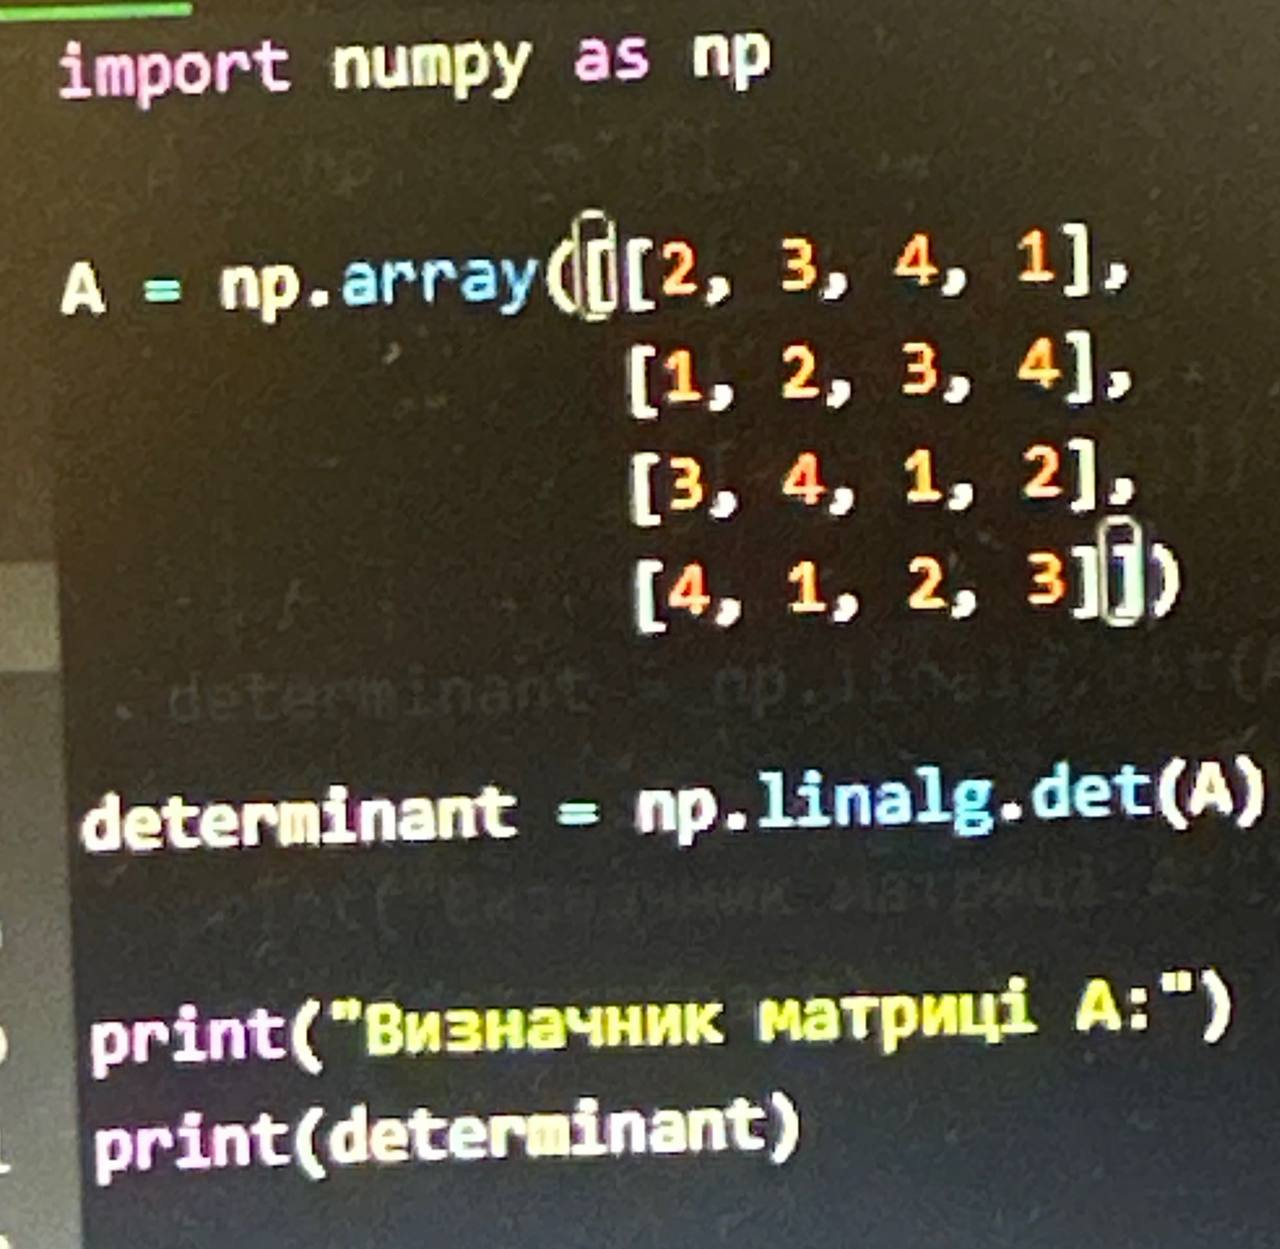 import numpy as np
A = np.array([[2, 3, 4, 1],
[1, 2, 3, 4],
[3, 4, 1, 2],
[4, 1, 2, 3]])
determinant = np.linalg.det(A)
print("Визначник матриці A:")
print(determinant)